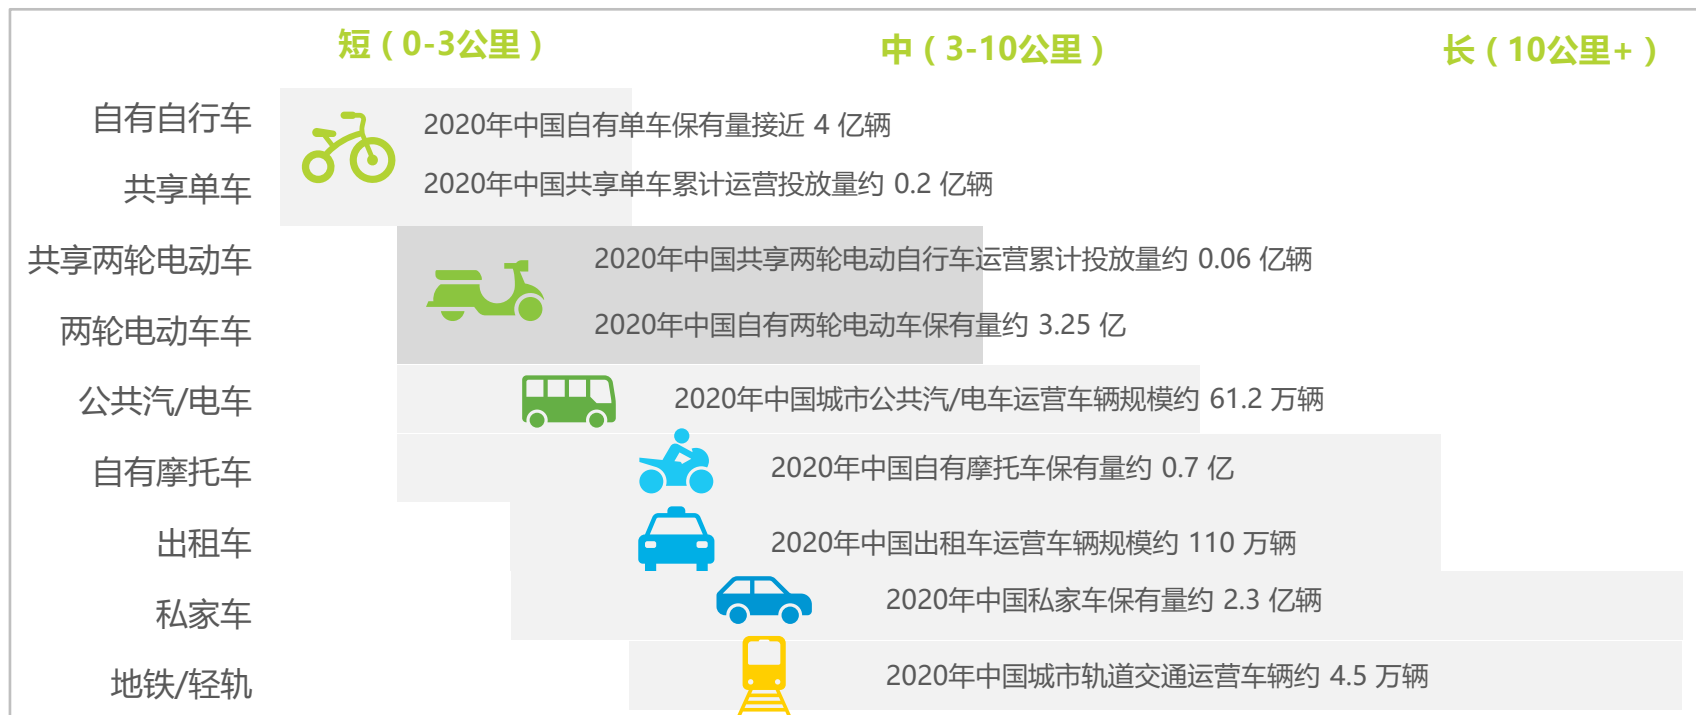 短（0-3公里）
中（3-10公里）
长（10公里+）
自有自行车
2020年中国自有单车保有量接近 4 亿辆
共享单车
2020年中国共享单车累计运营投放量约 0.2 亿辆
共享两轮电动车
2020年中国共享两轮电动自行车运营累计投放量约 0.06 亿辆
两轮电动车车
2020年中国自有两轮电动车保有量约 3.25 亿
公共汽/电车
2020年中国城市公共汽/电车运营车辆规模约 61.2 万辆
自有摩托车
2020年中国自有摩托车保有量约 0.7 亿
出租车
2020年中国出租车运营车辆规模约 110 万辆
私家车
2020年中国私家车保有量约 2.3 亿辆
地铁/轻轨
2020年中国城市轨道交通运营车辆约 4.5 万辆